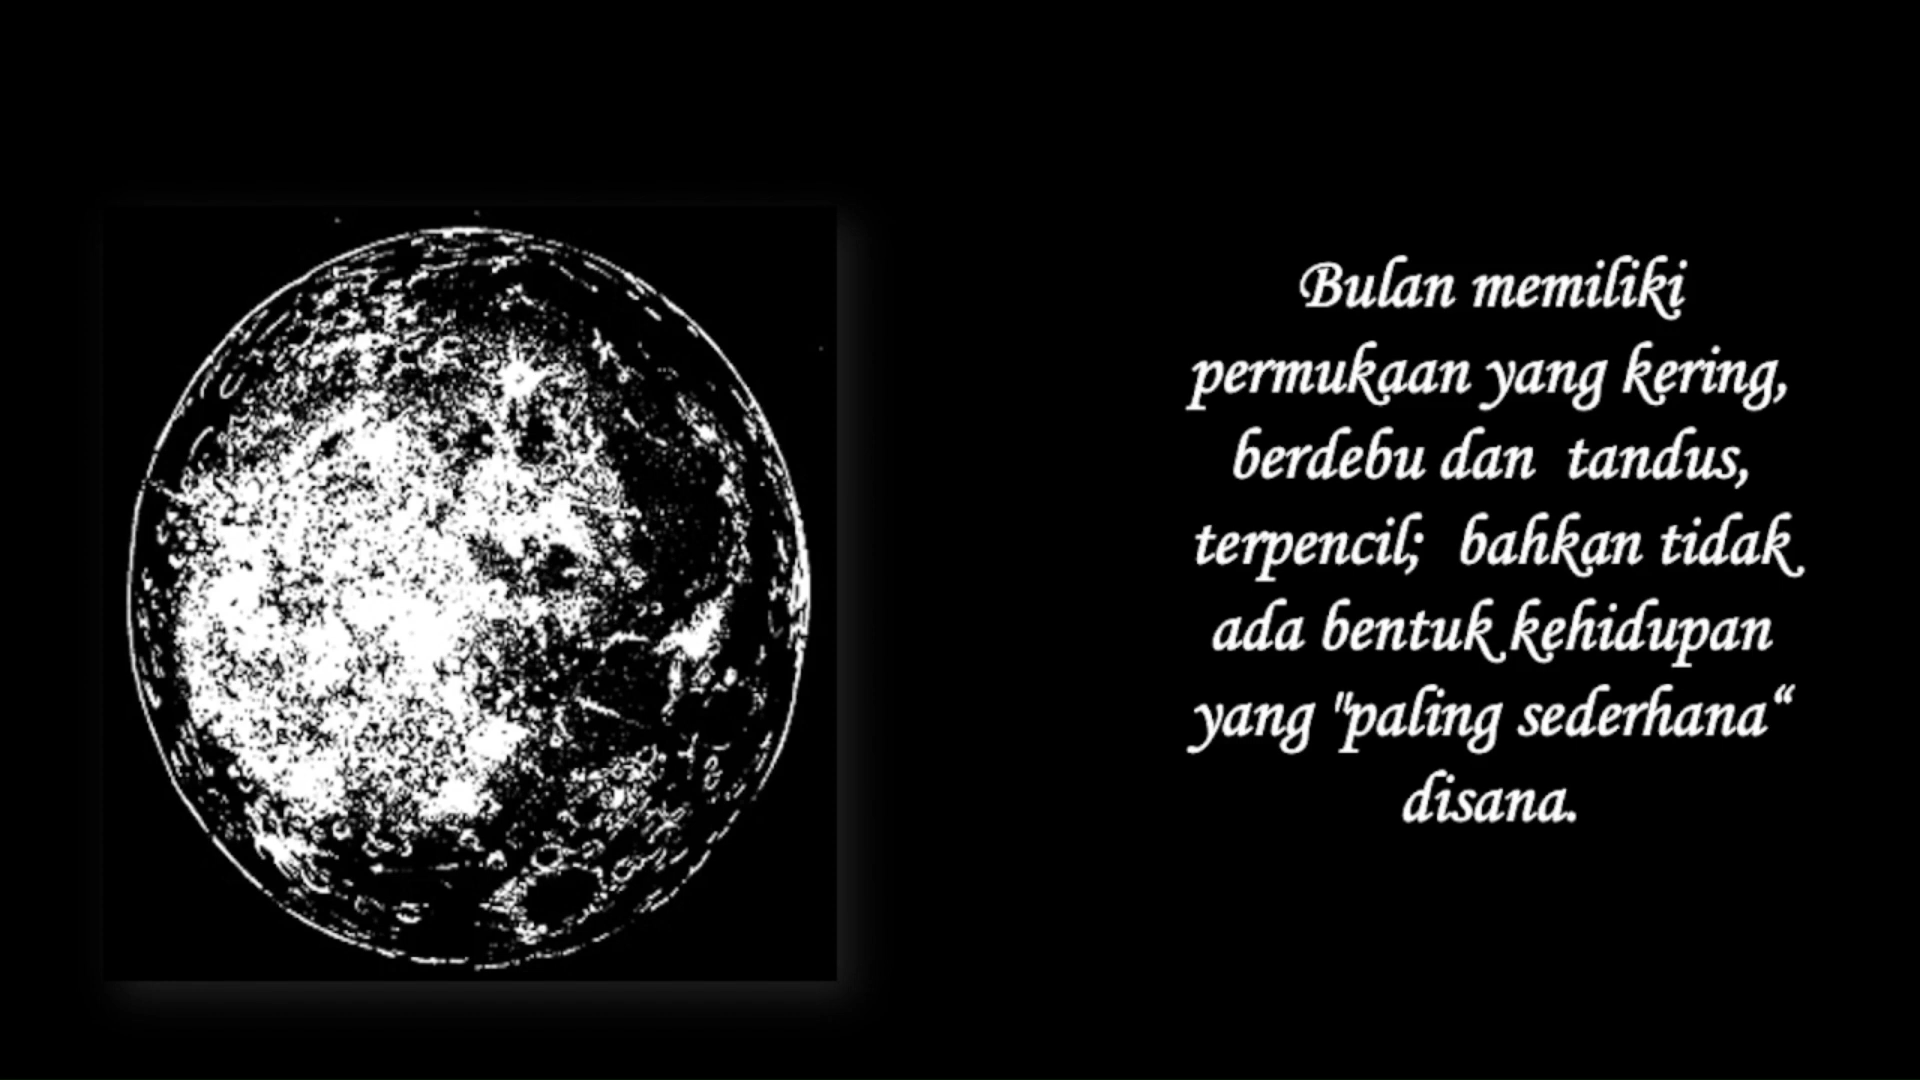 Bulan memiliki
permukaan yang kering,
berdebu dan  tandus,
terpencil;  bahkan tidak
ada bentuk kehidupan
yang "paling sederhana“
disana.